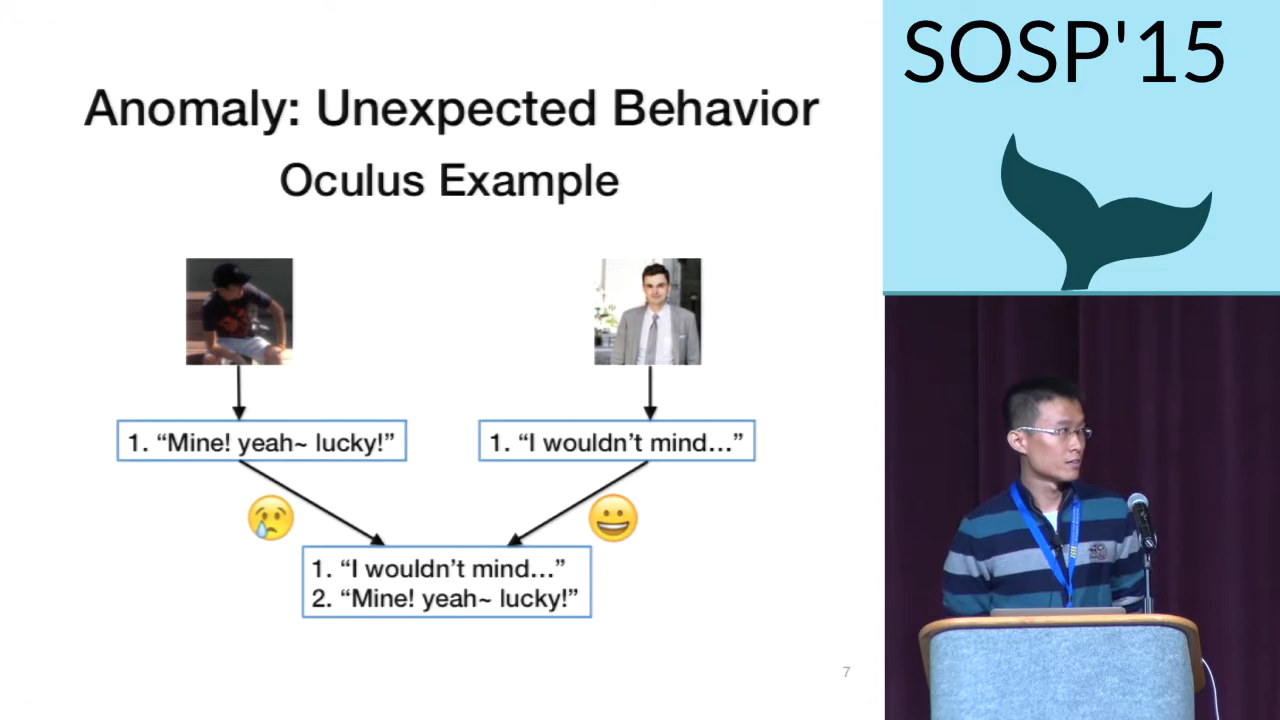 SOSP'15
Anomaly: Unexpected Behavior
Oculus Example
1. “Mine! yeah~ lucky!”
1. “I wouldn’t mind...”
1. “I wouldn’t mind...”
2. “Mine! yeah~ lucky!”
7